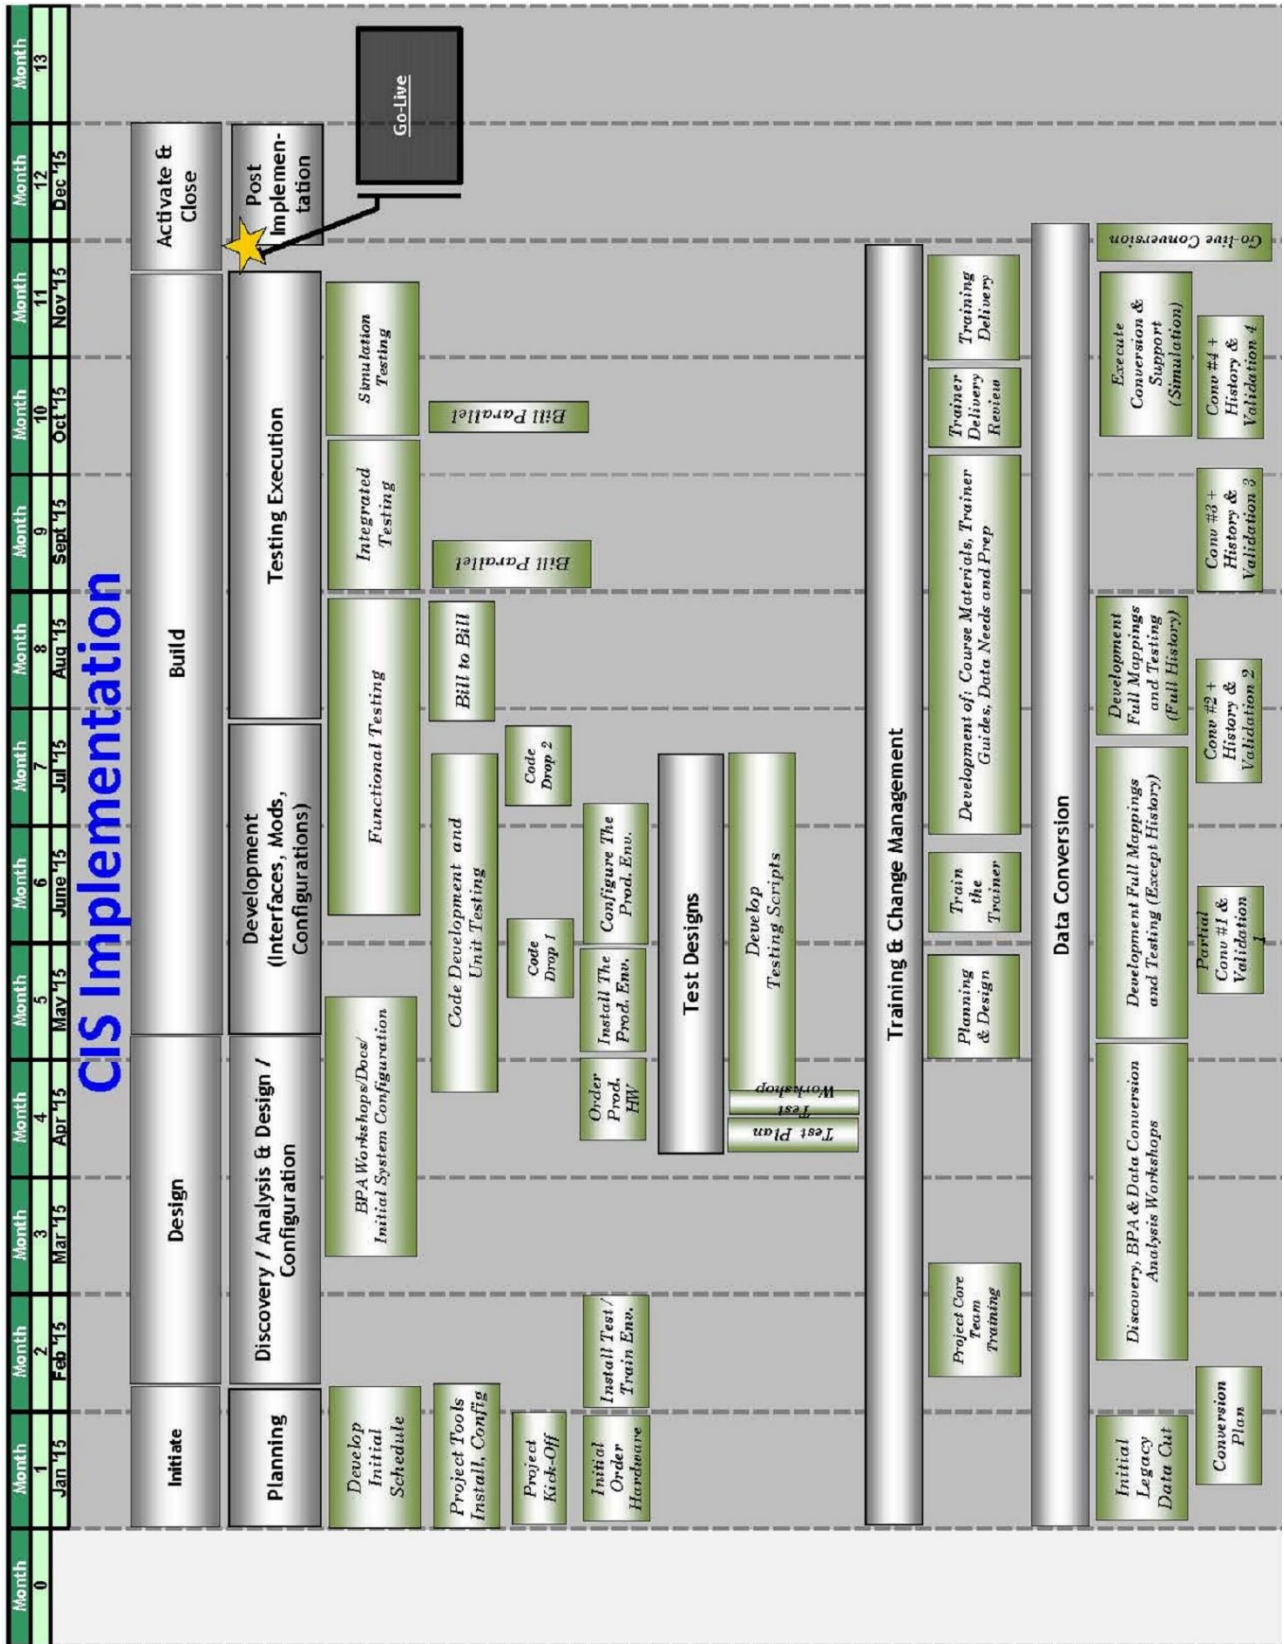 Month Month Month Month Month Month Month Month Month Month Month Month Month Month
0 1 2 3 4 5 6 7 8 9 10 11 12 13
Jan '15 Feb '15 Mar '15 Apr '15 May '15 June '15 Jul '15 Aug '15 Sept '15 Oct '15 Nov '15 Dec '15
CIS Implementation
Initiate
Design
Build
Activate &
Close
Planning
Discovery / Analysis & Design /
Configuration
Development
(Interfaces, Mods,
Configurations)
Testing Execution
Post
Implemen-
tation
Develop
Initial
Schedule
BPA Workshops/Docs/
Initial System Configuration
Functional Testing
Integrated
Testing
Simulation
Testing
Go-Live
Project Tools
Install, Config
Code Development and
Unit Testing
Bill to Bill
Bill Parallel
Bill Parallel
Project
Kick-Off
Code
Drop 1
Code
Drop 2
Initial
Order
Hardware
Install Test /
Train Env.
Order
Prod.
HW
Install The
Prod. Env.
Configure The
Prod. Env.
Test Designs
Test Plan
Test
Workshop
Develop
Testing Scripts
Training & Change Management
Project Core
Team
Training
Planning
& Design
Train
the
Trainer
Development of: Course Materials, Trainer
Guides, Data Needs and Prep
Trainer
Delivery
Review
Training
Delivery
Data Conversion
Initial
Legacy
Data Cut
Discovery, BPA & Data Conversion
Analysis Workshops
Development Full Mappings
and Testing (Except History)
Development
Full Mappings
and Testing
(Full History)
Execute
Conversion &
Support
(Simulation)
Go-live Conversion
Conversion
Plan
Partial
Conv #1 &
Validation
1
Conv #2 +
History &
Validation 2
Conv #3 +
History &
Validation 3
Conv #4 +
History &
Validation 4